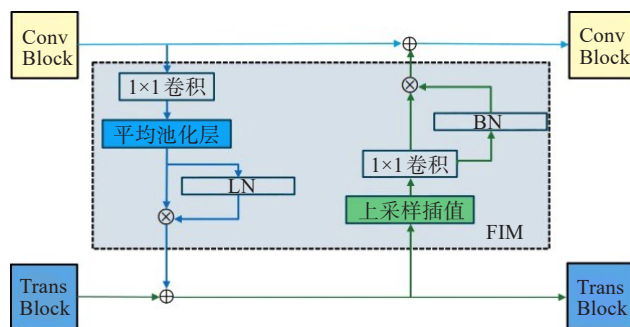 Conv
Block
Conv
Block
1×1 卷积
平均池化层
LN
BN
1×1 卷积
上采样插值
FIM
Trans
Block
Trans
Block